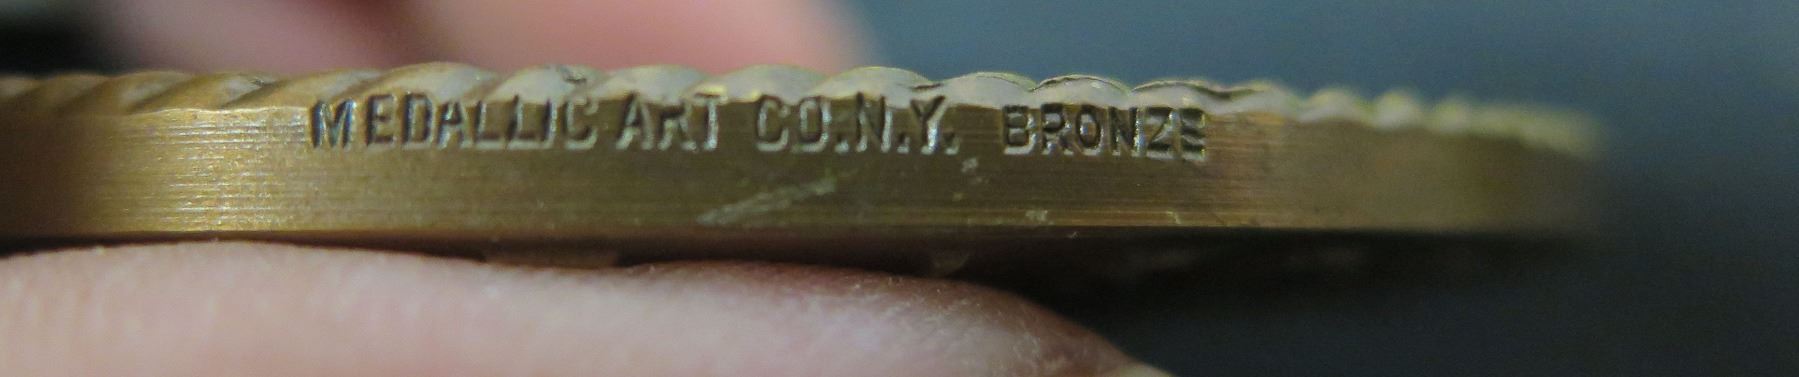 MEDALLIC ART CO.N.Y. BRONZE